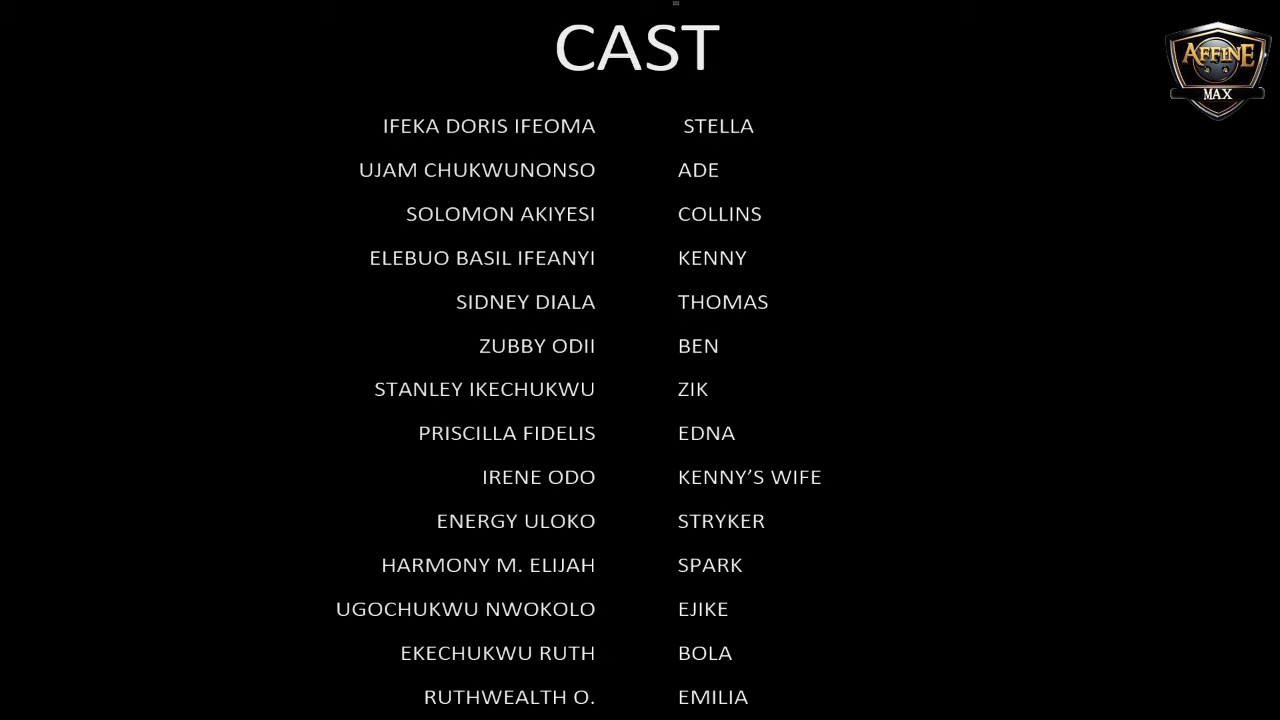 CAST
AFFINE
MAX
IFEKA DORIS IFEOMA STELLA
UJAM CHUKWUNONSO ADE
SOLOMON AKIYESI COLLINS
ELEBUO BASIL IFEANYI KENNY
SIDNEY DIALA THOMAS
ZUBBY ODII BEN
STANLEY IKECHUKWU ZIK
PRISCILLA FIDELIS EDNA
IRENE ODO KENNY’S WIFE
ENERGY ULOKO STRYKER
HARMONY M. ELIJAH SPARK
UGOCHUKWU NWOKOLO EJIKE
EKECHUKWU RUTH BOLA
RUTHWEALTH O. EMILIA